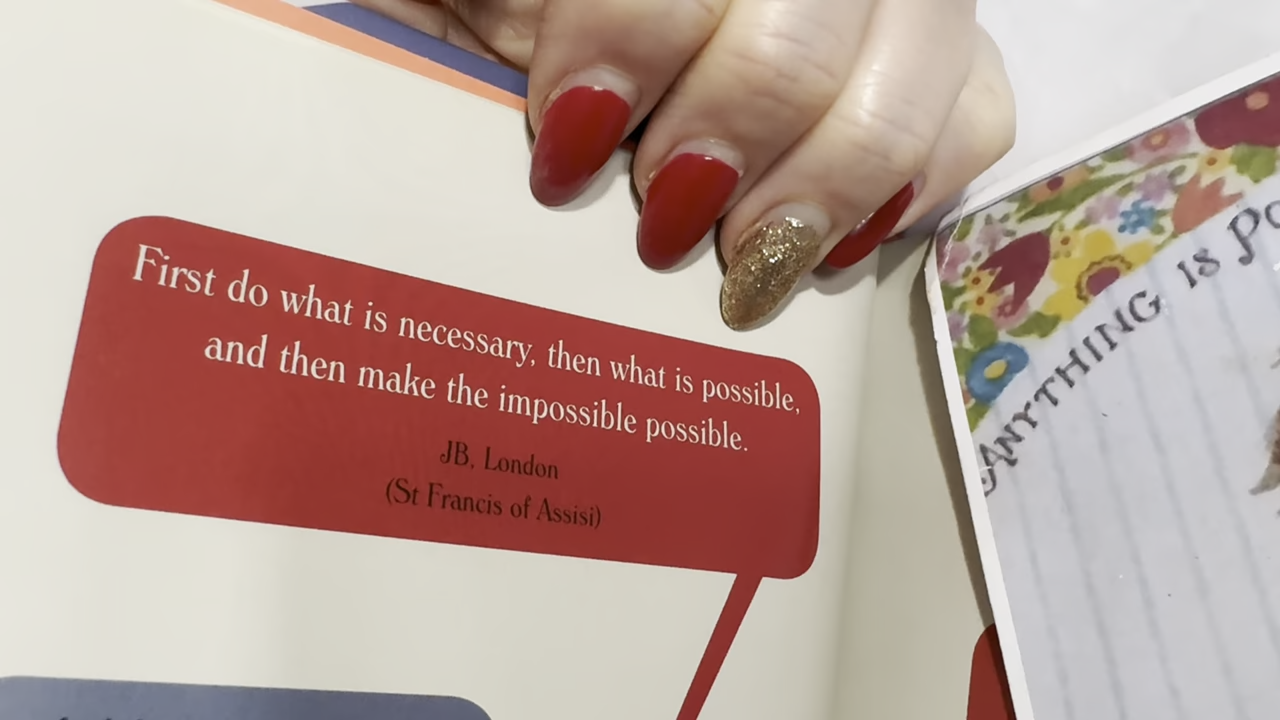 First do what is necessary, then what is possible,
and then make the impossible possible.
JB, London
(St Francis of Assisi)
ANYTHING IS